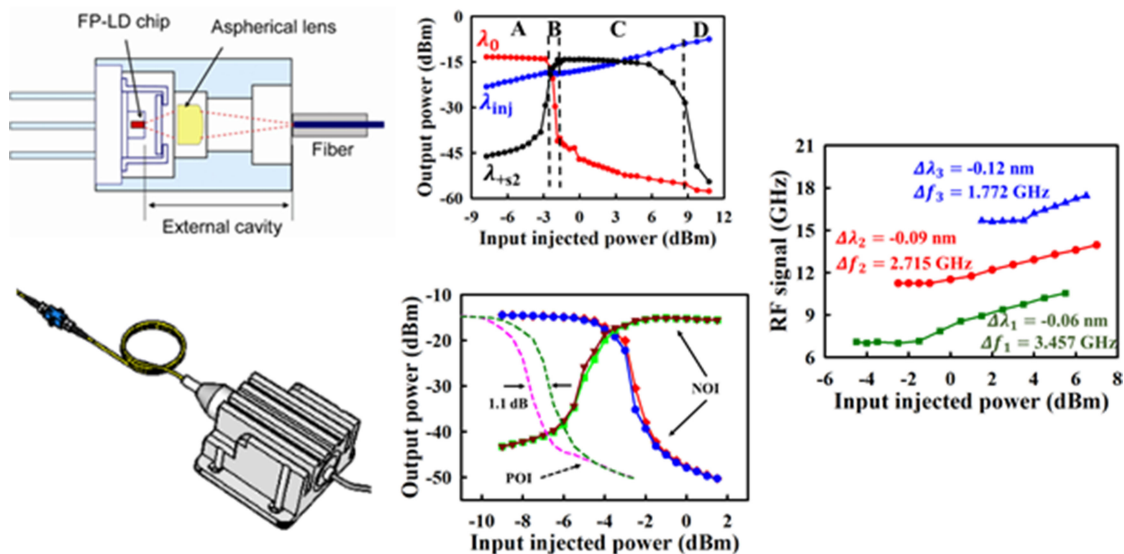 FP-LD chip
Aspherical lens
Fiber
External cavity
0
-15
-30
-45
-60
Output power (dBm)
A B C D
λ0
λinj
λ+s2
-9 -6 -3 0 3 6 9 12
Input injected power (dBm)
-10
-20
-30
-40
-50
Output power (dBm)
1.1 dB
NOI
POI
-10 -8 -6 -4 -2 0 2
Input injected power (dBm)
21
18
15
12
9
6
RF signal (GHz)
Δλ3 = -0.12 nm
Δf3 = 1.772 GHz
Δλ2 = -0.09 nm
Δf2 = 2.715 GHz
Δλ1 = -0.06 nm
Δf1 = 3.457 GHz
-6 -4 -2 0 2 4 6 8
Input injected power (dBm)